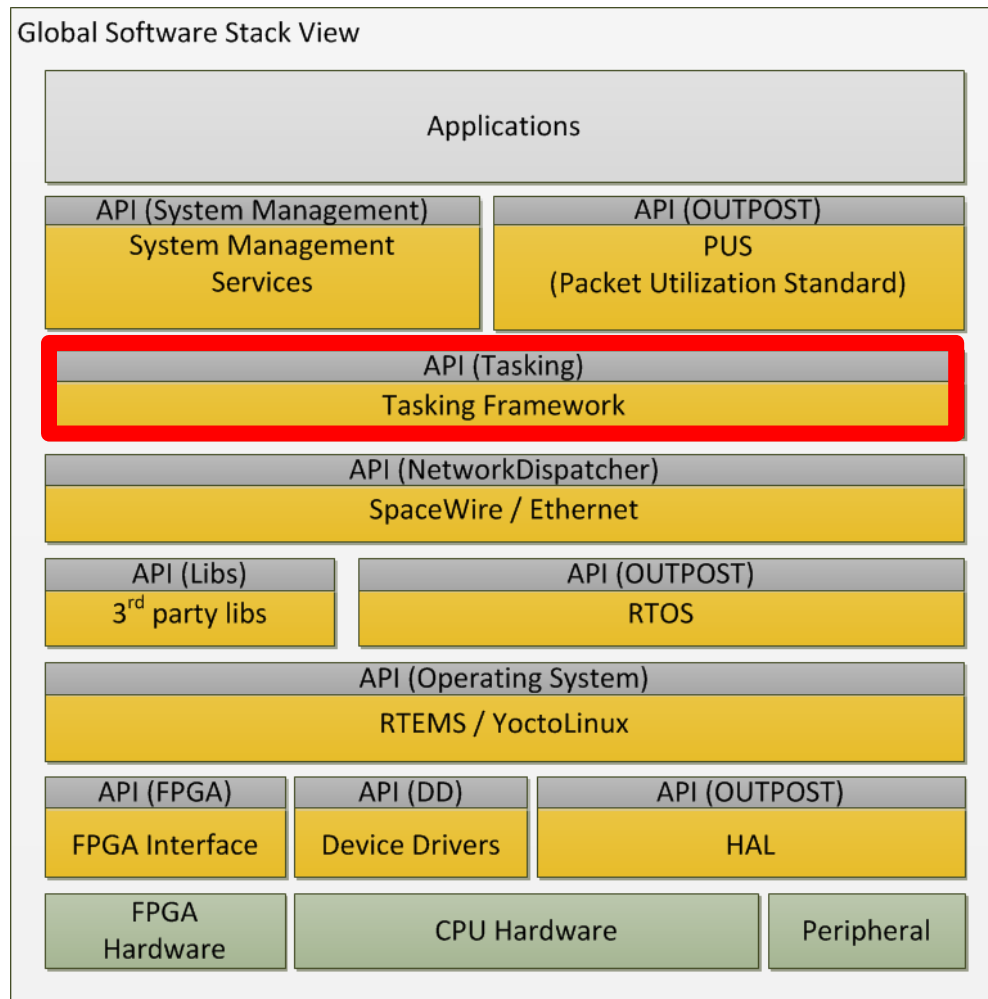 Global Software Stack View
Applications
API (System Management)
System Management
Services
API (OUTPOST)
PUS
(Packet Utilization Standard)
API (Tasking)
Tasking Framework
API (NetworkDispatcher)
SpaceWire / Ethernet
API (Libs)
3rd party libs
API (OUTPOST)
RTOS
API (Operating System)
RTEMS / YoctoLinux
API (FPGA)
FPGA Interface
API (DD)
Device Drivers
API (OUTPOST)
HAL
FPGA
Hardware
CPU Hardware
Peripheral